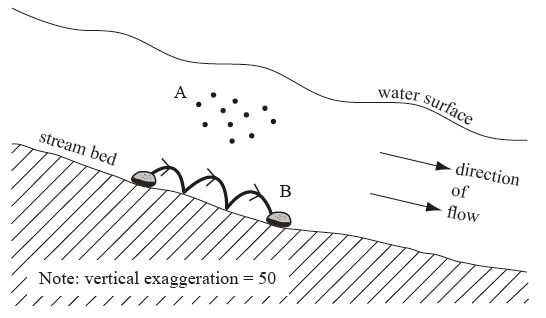 A
water surface
stream bed
B
direction
of
flow
Note: vertical exaggeration = 50